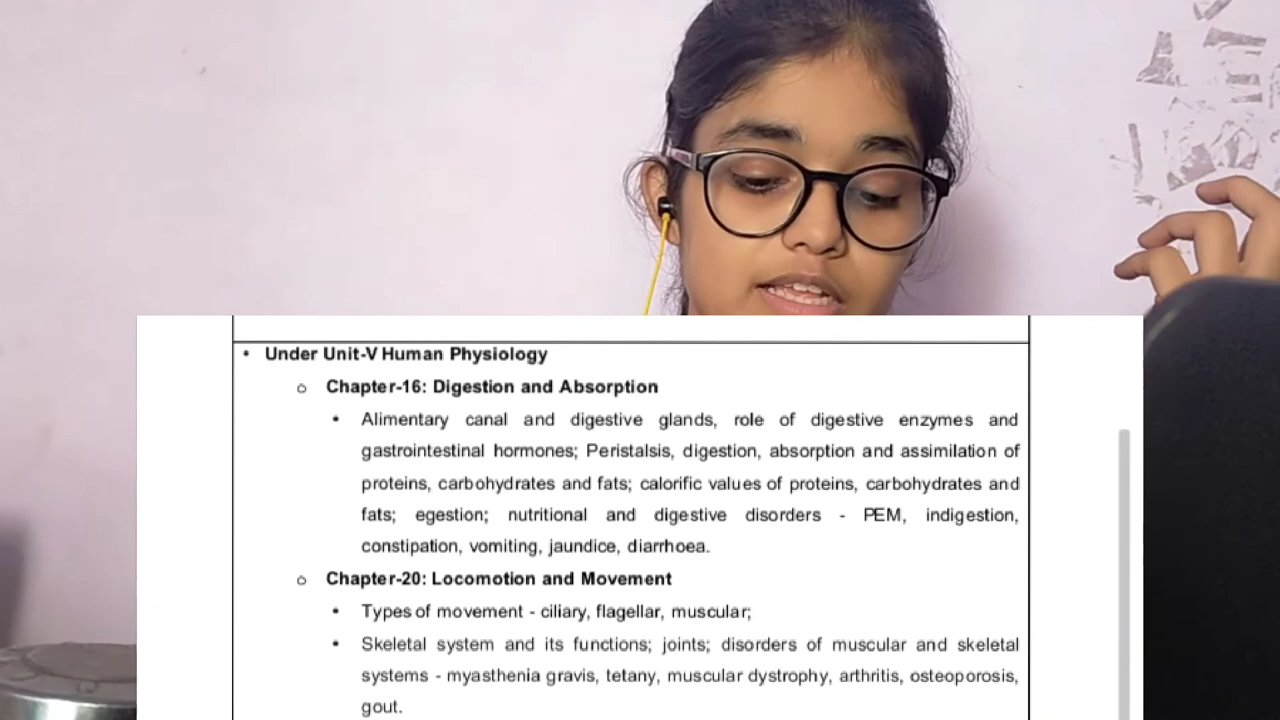 • Under Unit-V Human Physiology
o Chapter-16: Digestion and Absorption
• Alimentary canal and digestive glands, role of digestive enzymes and
gastrointestinal hormones; Peristalsis, digestion, absorption and assimilation of
proteins, carbohydrates and fats; calorific values of proteins, carbohydrates and
fats; egestion; nutritional and digestive disorders - PEM, indigestion,
constipation, vomiting, jaundice, diarrhoea.
o Chapter-20: Locomotion and Movement
• Types of movement - ciliary, flagellar, muscular;
• Skeletal system and its functions; joints; disorders of muscular and skeletal
systems - myasthenia gravis, tetany, muscular dystrophy, arthritis, osteoporosis,
gout.